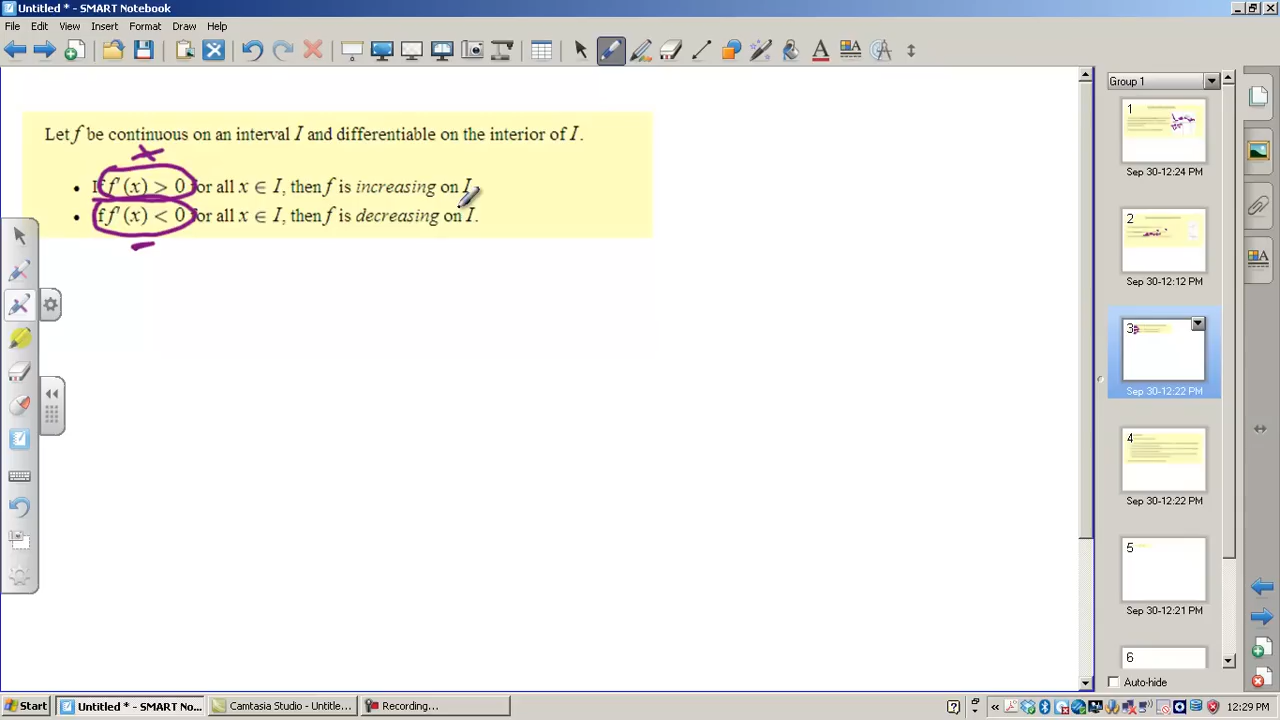 Untitled * - SMART Notebook
File Edit View Insert Format Draw Help
Let f be continuous on an interval I and differentiable on the interior of I.
• If f′(x) > 0 for all x ∈ I, then f is increasing on I
• If f′(x) < 0 for all x ∈ I, then f is decreasing on I.
Group 1
1
Sep 30-12:24 PM
2
Sep 30-12:12 PM
3
Sep 30-12:22 PM
4
Sep 30-12:22 PM
5
Sep 30-12:21 PM
6
Auto-hide
Start Untitled * - SMART No... Camtasia Studio - Untitle... Recording... 12:29 PM